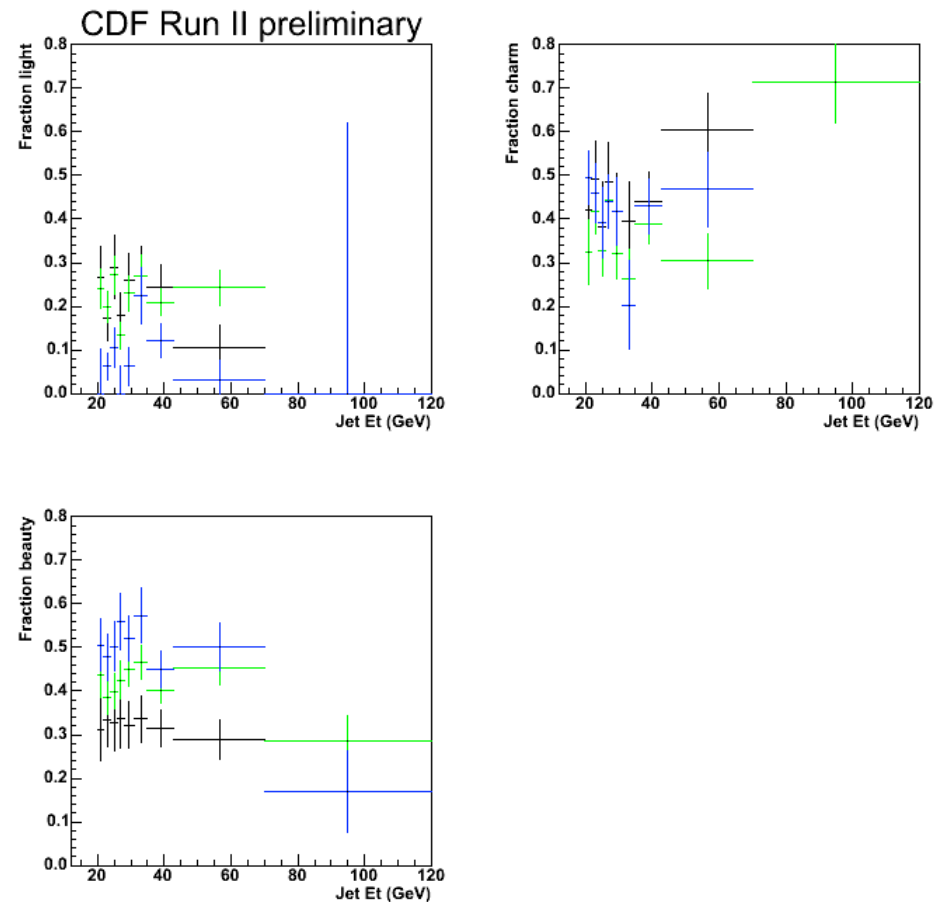 CDF Run II preliminary
Fraction light
0.8
0.7
0.6
0.5
0.4
0.3
0.2
0.1
0.0
20 40 60 80 100 120
Jet Et (GeV)
Fraction charm
0.8
0.7
0.6
0.5
0.4
0.3
0.2
0.1
0.0
20 40 60 80 100 120
Jet Et (GeV)
Fraction beauty
0.8
0.7
0.6
0.5
0.4
0.3
0.2
0.1
0.0
20 40 60 80 100 120
Jet Et (GeV)